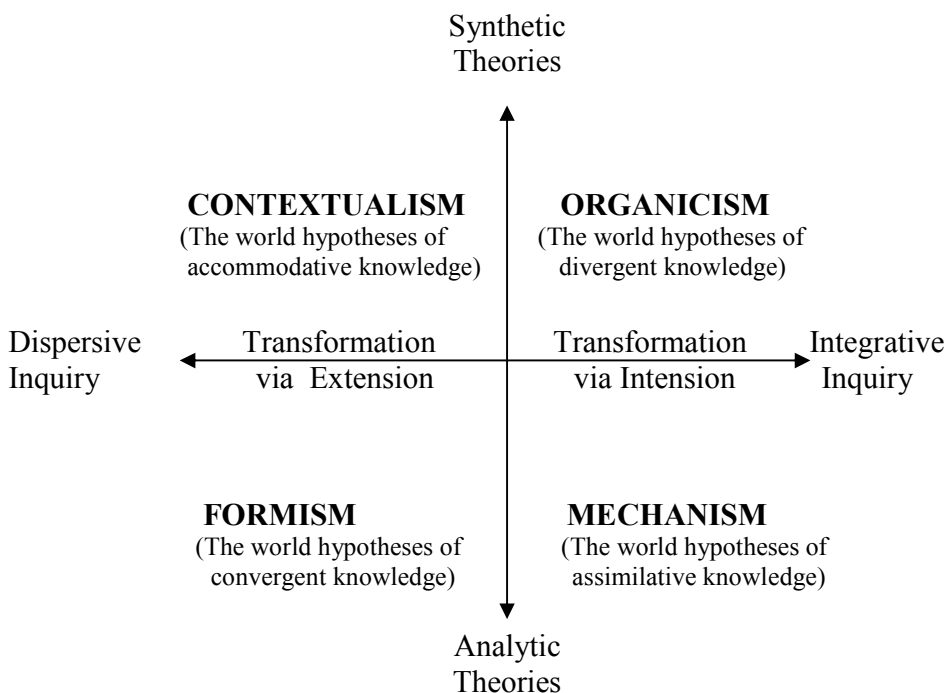 Synthetic
Theories
CONTEXTUALISM
(The world hypotheses of
accommodative knowledge)
ORGANICISM
(The world hypotheses of
divergent knowledge)
Dispersive
Inquiry
Transformation
via Extension
Transformation
via Intension
Integrative
Inquiry
FORMISM
(The world hypotheses of
convergent knowledge)
MECHANISM
(The world hypotheses of
assimilative knowledge)
Analytic
Theories